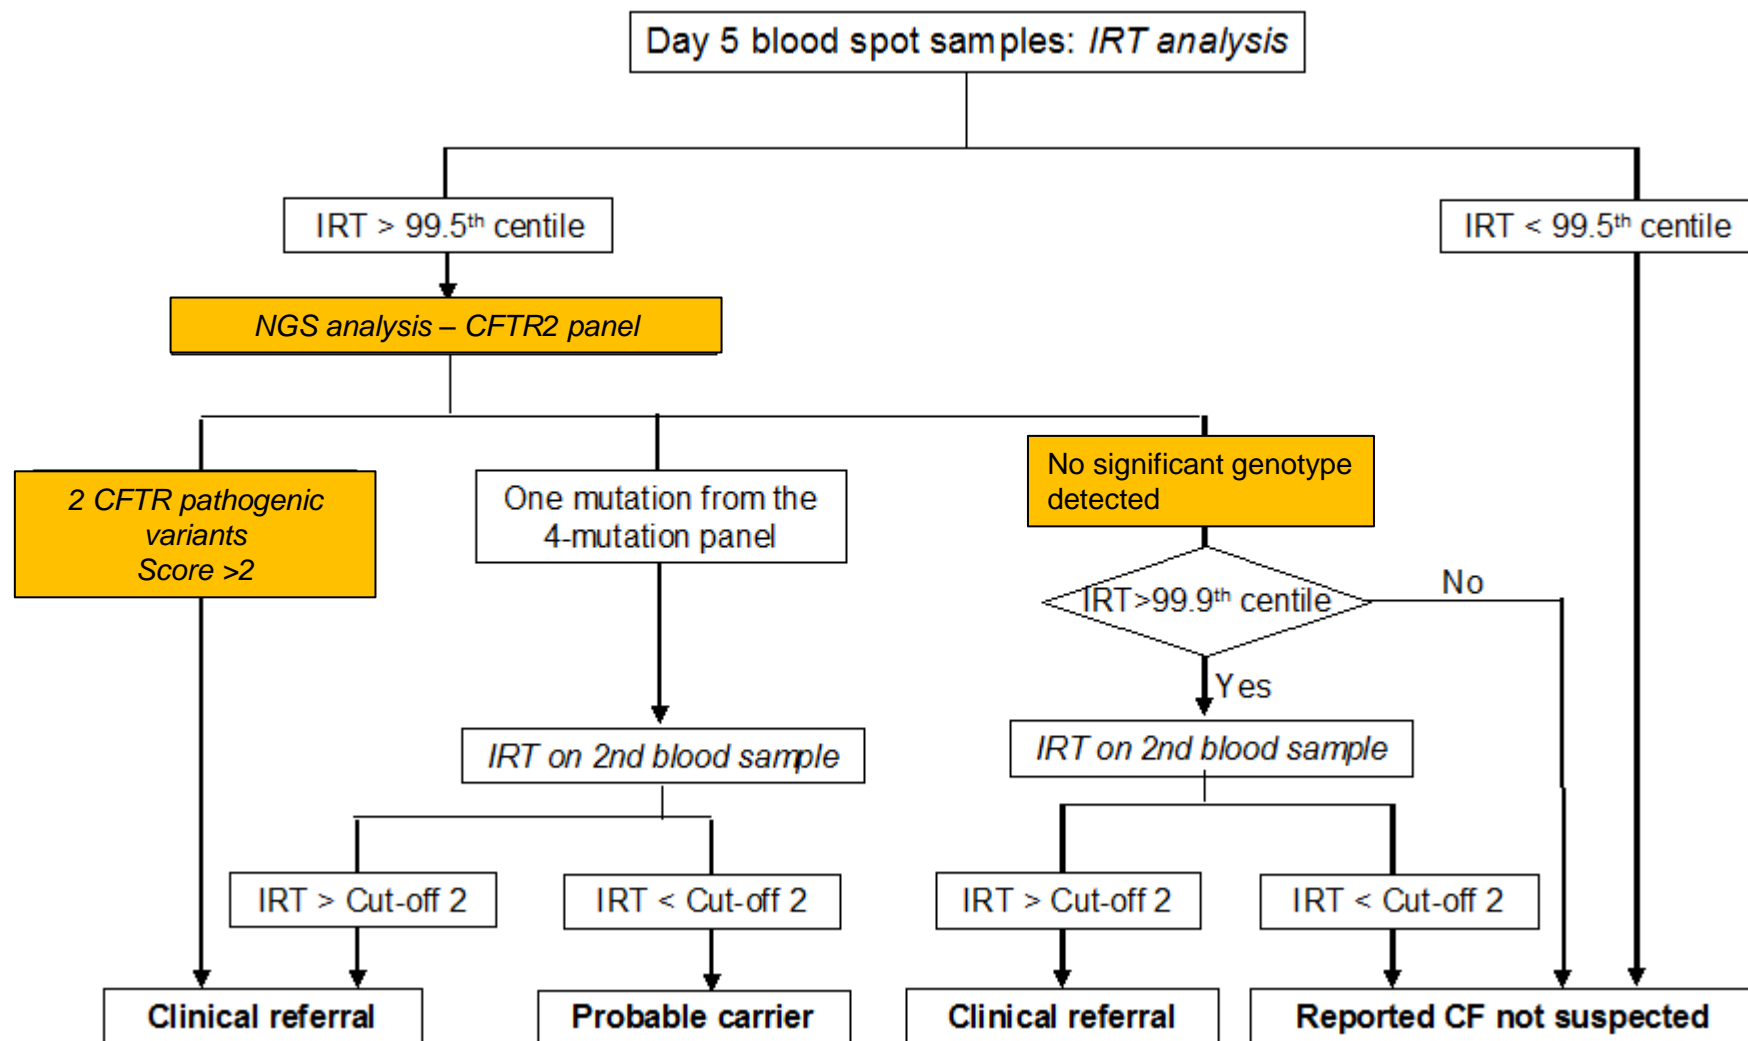 Day 5 blood spot samples: IRT analysis
IRT > 99.5th centile
IRT < 99.5th centile
NGS analysis – CFTR2 panel
2 CFTR pathogenic
variants
Score >2
One mutation from the
4-mutation panel
No significant genotype
detected
IRT>99.9th centile
No
Yes
IRT on 2nd blood sample
IRT on 2nd blood sample
IRT > Cut-off 2
IRT < Cut-off 2
IRT > Cut-off 2
IRT < Cut-off 2
Clinical referral
Probable carrier
Clinical referral
Reported CF not suspected